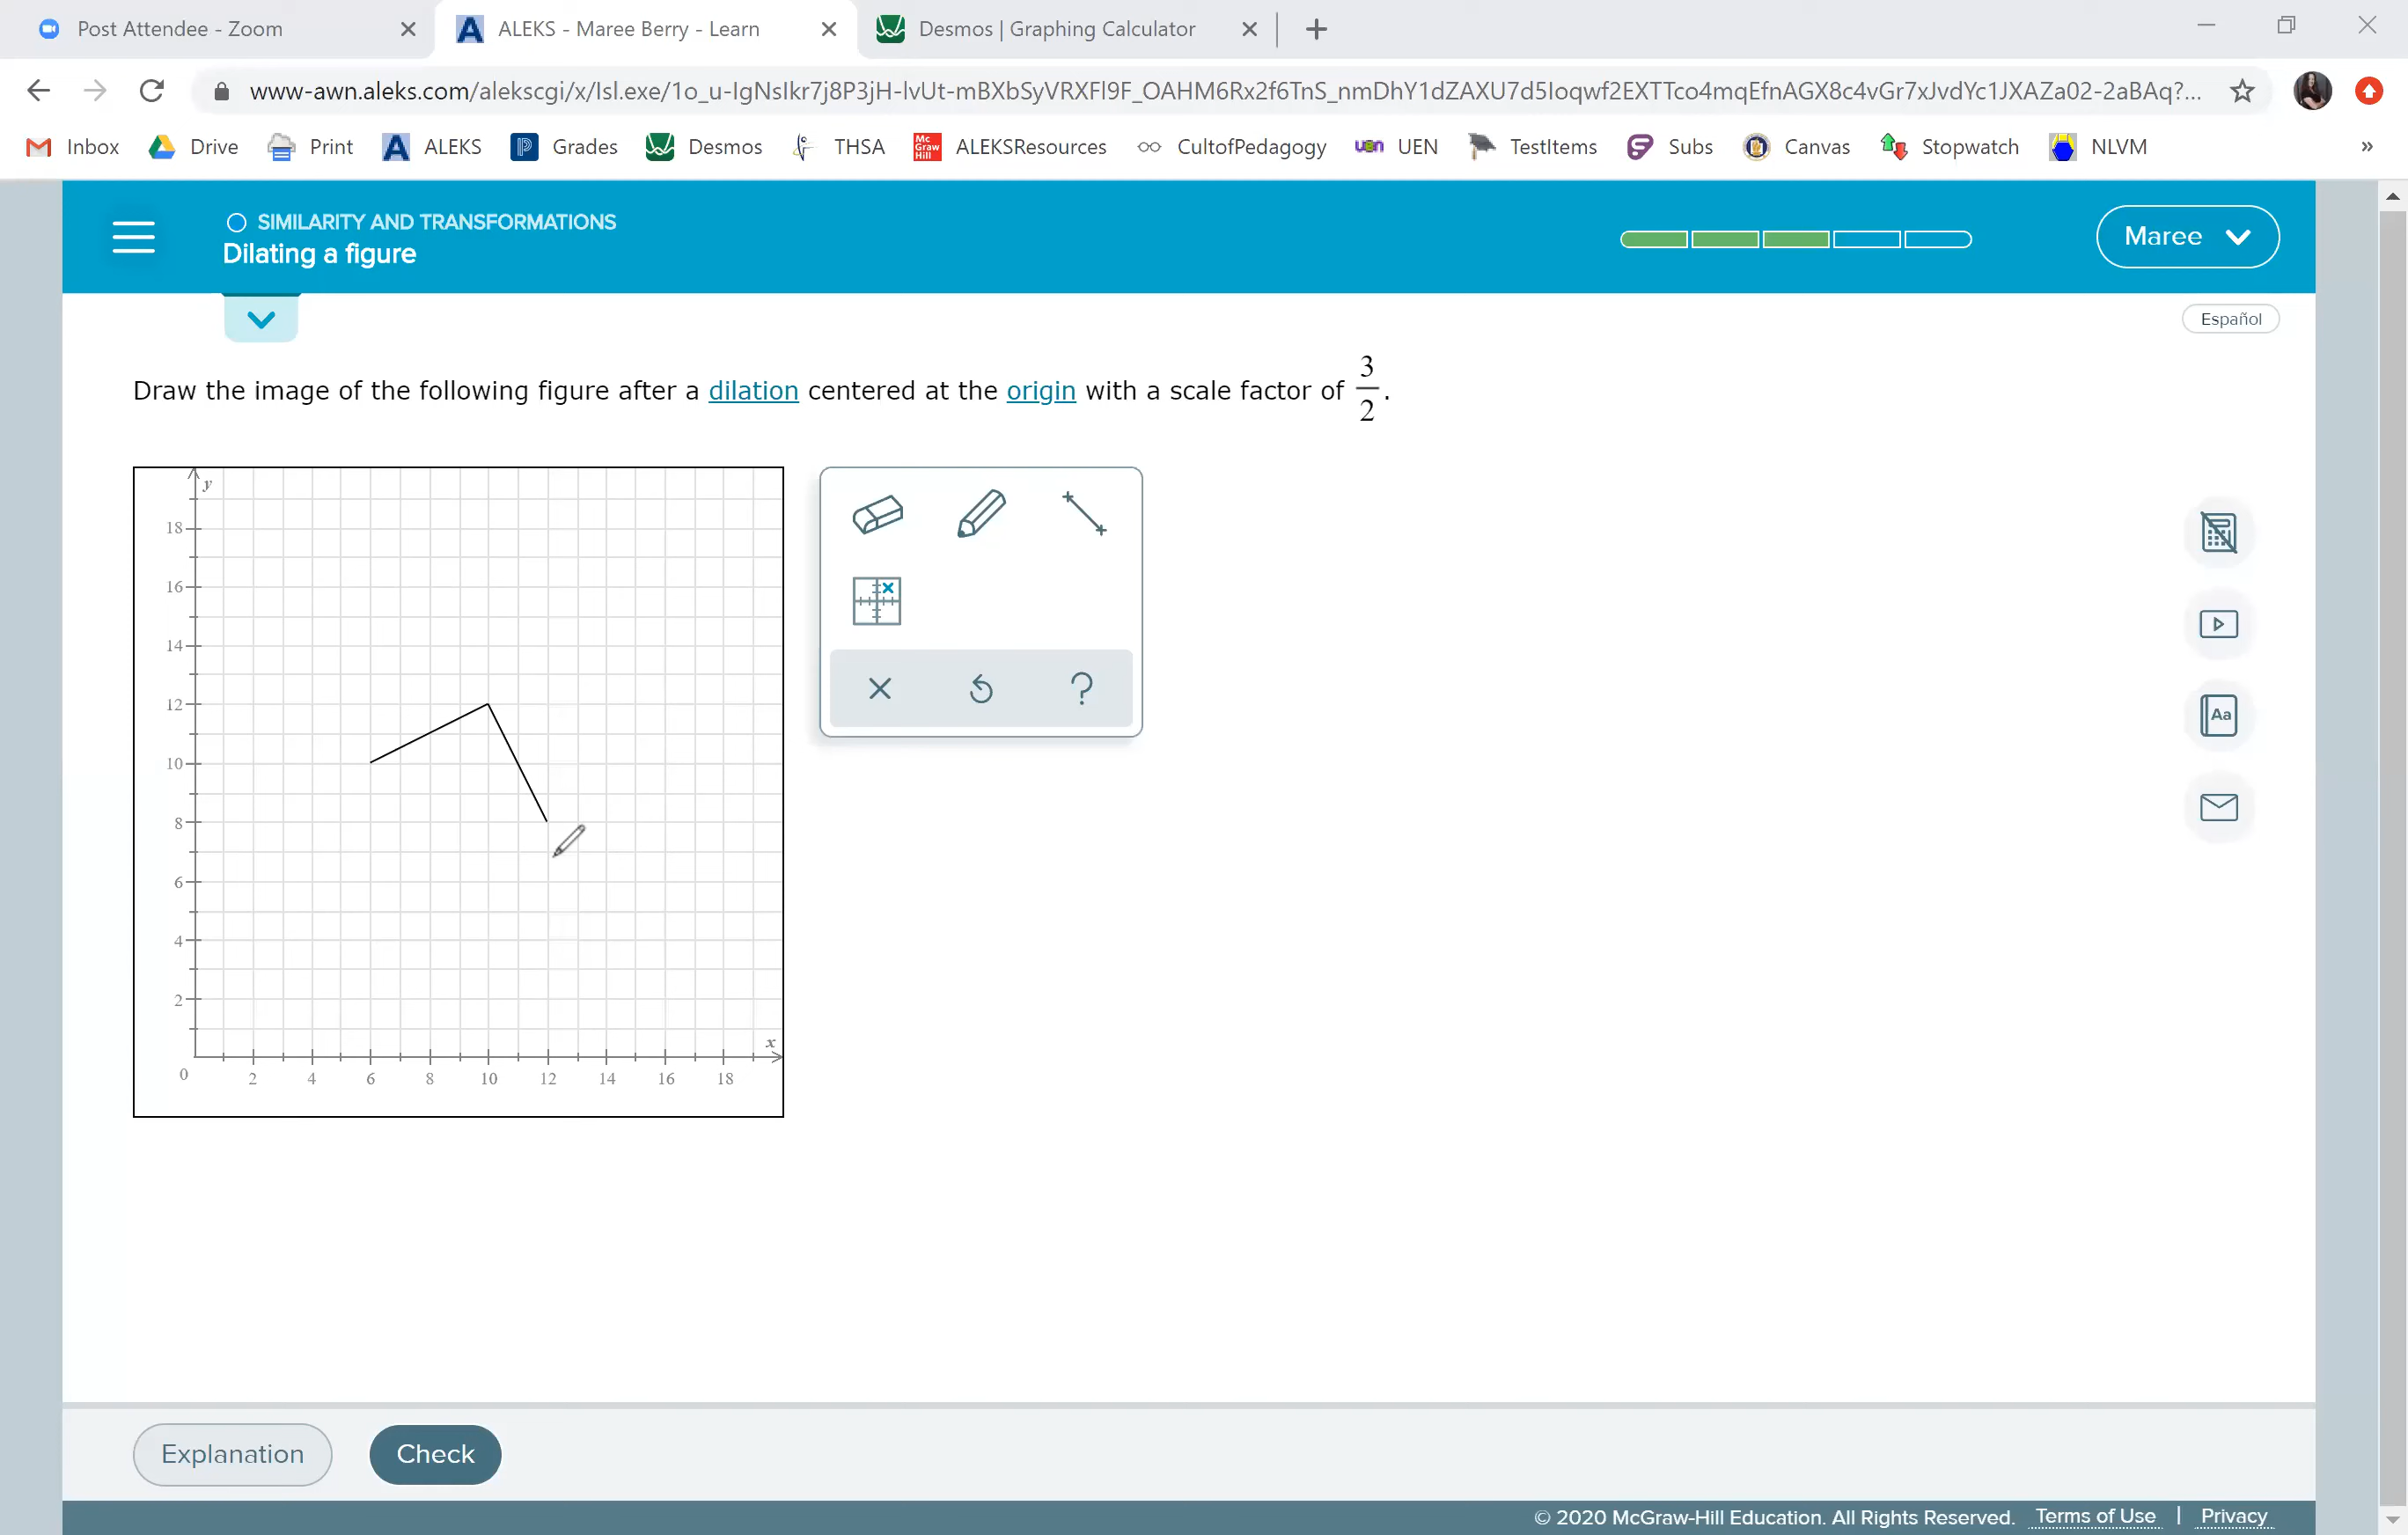 Post Attendee - Zoom
ALEKS - Maree Berry - Learn
Desmos | Graphing Calculator
www-awn.aleks.com/alekscgi/x/Isl.exe/1o_u-IgNsIkr7j8P3jH-lvUt-mBXbSyVRXFl9F_OAHM6Rx2f6TnS_nmDhY1dZAXU7d5Ioqwf2EXTTco4mqEfnAGX8c4vGr7xJvdYc1JXAZa02-2aBAq?...
Inbox Drive Print ALEKS Grades Desmos THSA Mc Graw Hill ALEKSResources CultofPedagogy uen UEN TestItems Subs Canvas Stopwatch NLVM »
SIMILARITY AND TRANSFORMATIONS
Dilating a figure
Maree
Español
Draw the image of the following figure after a dilation centered at the origin with a scale factor of 3/2.
y
18
16
14
12
10
8
6
4
2
x
0 2 4 6 8 10 12 14 16 18
?
Aa
Explanation Check
© 2020 McGraw-Hill Education. All Rights Reserved. Terms of Use | Privacy